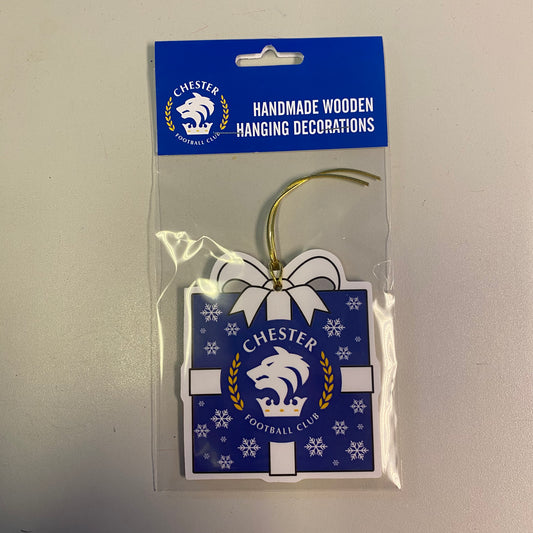 CHESTER
FOOTBALL CLUB
HANDMADE WOODEN
HANGING DECORATIONS
CHESTER
FOOTBALL CLUB